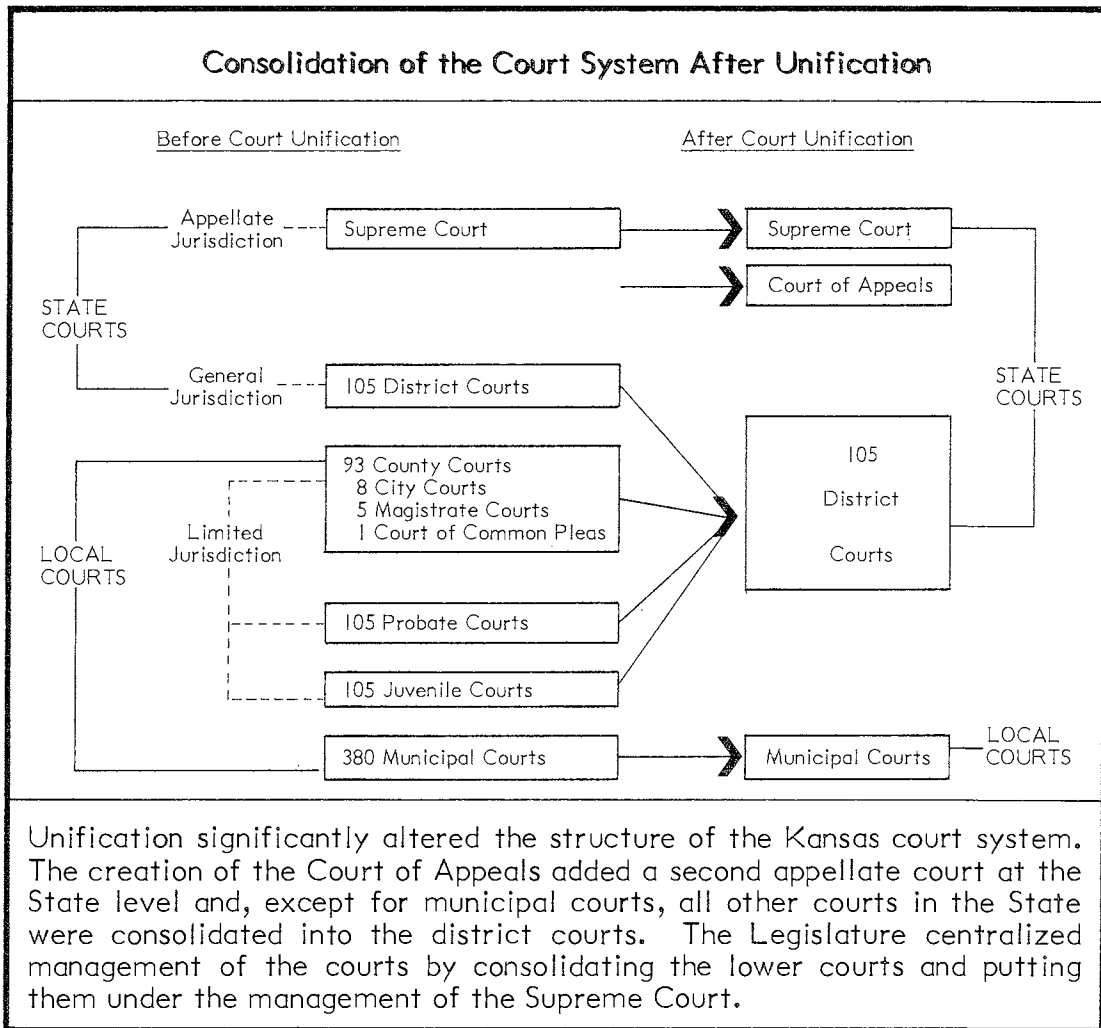 Consolidation of the Court System After Unification
Before Court Unification
After Court Unification
Appellate
Jurisdiction
Supreme Court
Supreme Court
Court of Appeals
STATE
COURTS
General
Jurisdiction
105 District Courts
STATE
COURTS
93 County Courts
8 City Courts
5 Magistrate Courts
1 Court of Common Pleas
Limited
Jurisdiction
LOCAL
COURTS
105
District
Courts
105 Probate Courts
105 Juvenile Courts
380 Municipal Courts
Municipal Courts
LOCAL
COURTS
Unification significantly altered the structure of the Kansas court system.
The creation of the Court of Appeals added a second appellate court at the
State level and, except for municipal courts, all other courts in the State
were consolidated into the district courts. The Legislature centralized
management of the courts by consolidating the lower courts and putting
them under the management of the Supreme Court.